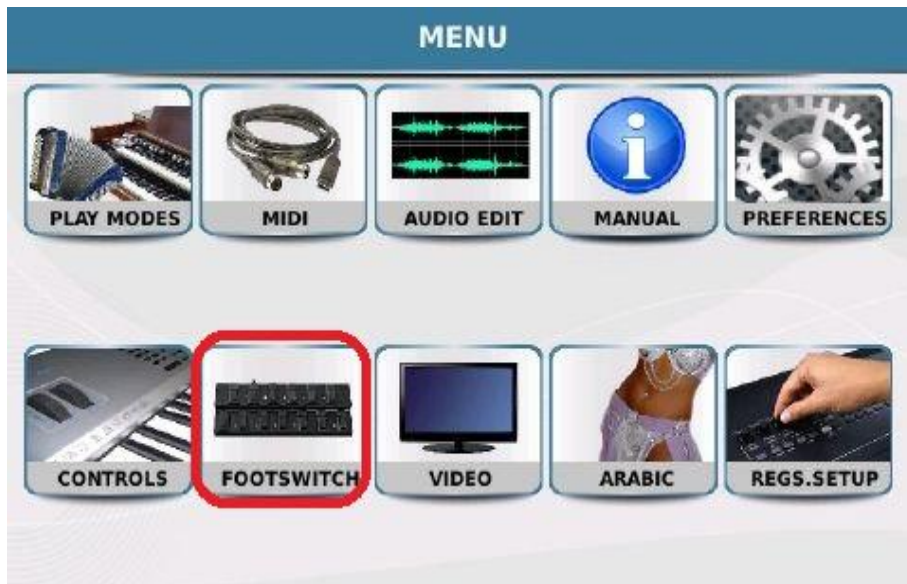 MENU
PLAY MODES
MIDI
AUDIO EDIT
MANUAL
PREFERENCES
CONTROLS
FOOTSWITCH
VIDEO
ARABIC
REGS.SETUP